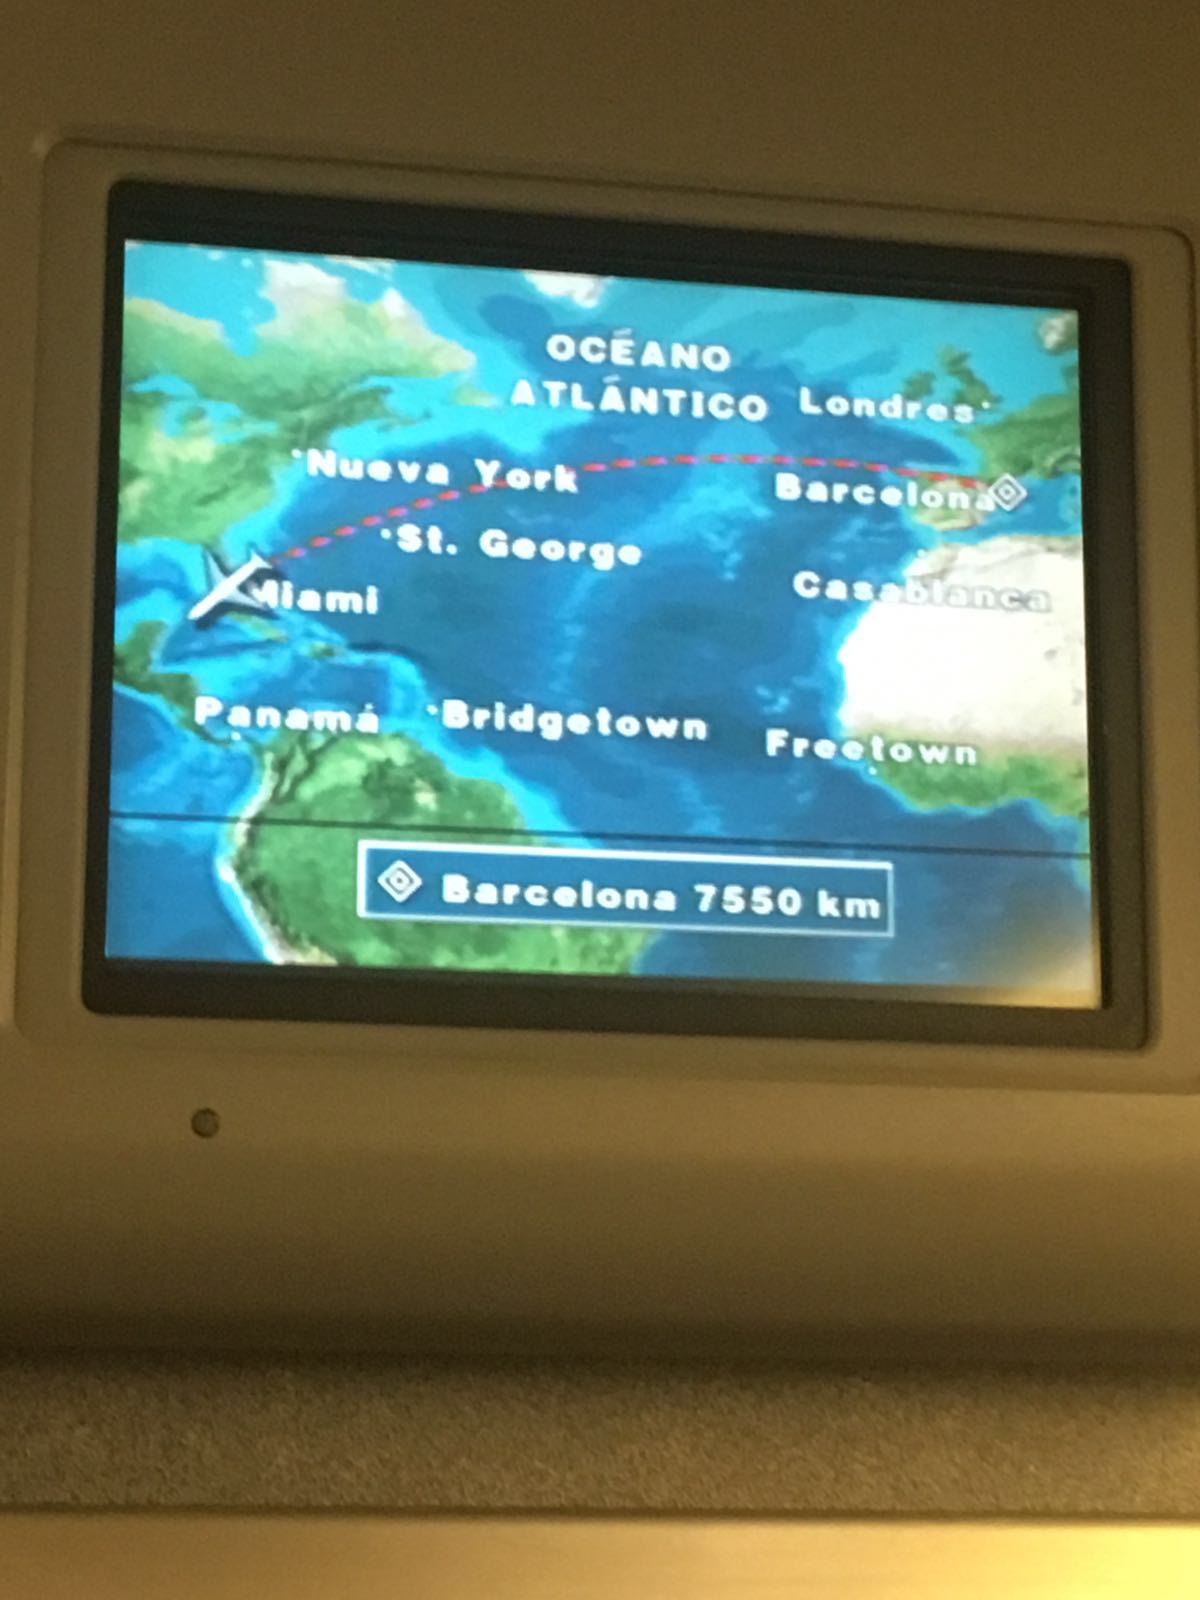 OCÉANO
ATLÁNTICO
Londres
Nueva York
Barcelona
St. George
Casablanca
Miami
Panamá
Bridgetown
Freetown
Barcelona 7550 km